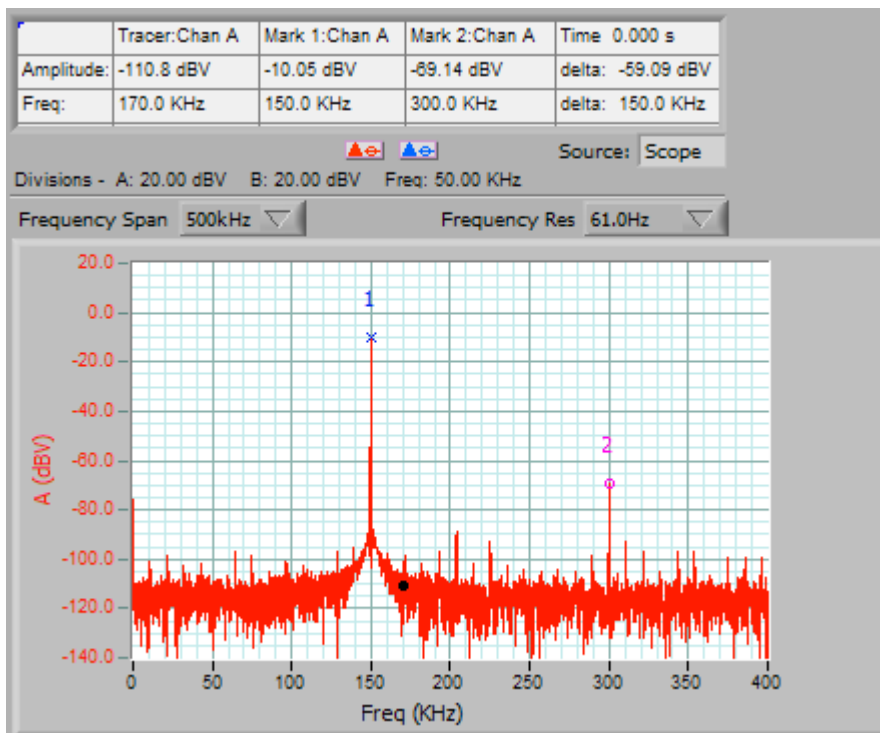 Tracer:Chan A Mark 1:Chan A Mark 2:Chan A Time 0.000 s
Amplitude: -110.8 dBV -10.05 dBV -69.14 dBV delta: -59.09 dBV
Freq: 170.0 KHz 150.0 KHz 300.0 KHz delta: 150.0 KHz
Source: Scope
Divisions - A: 20.00 dBV B: 20.00 dBV Freq: 50.00 KHz
Frequency Span 500kHz Frequency Res 61.0Hz
20.0
1
0.0
-20.0
-40.0
2
-60.0
A (dBV)
-80.0
-100.0
-120.0
-140.0
0 50 100 150 200 250 300 350 400
Freq (KHz)